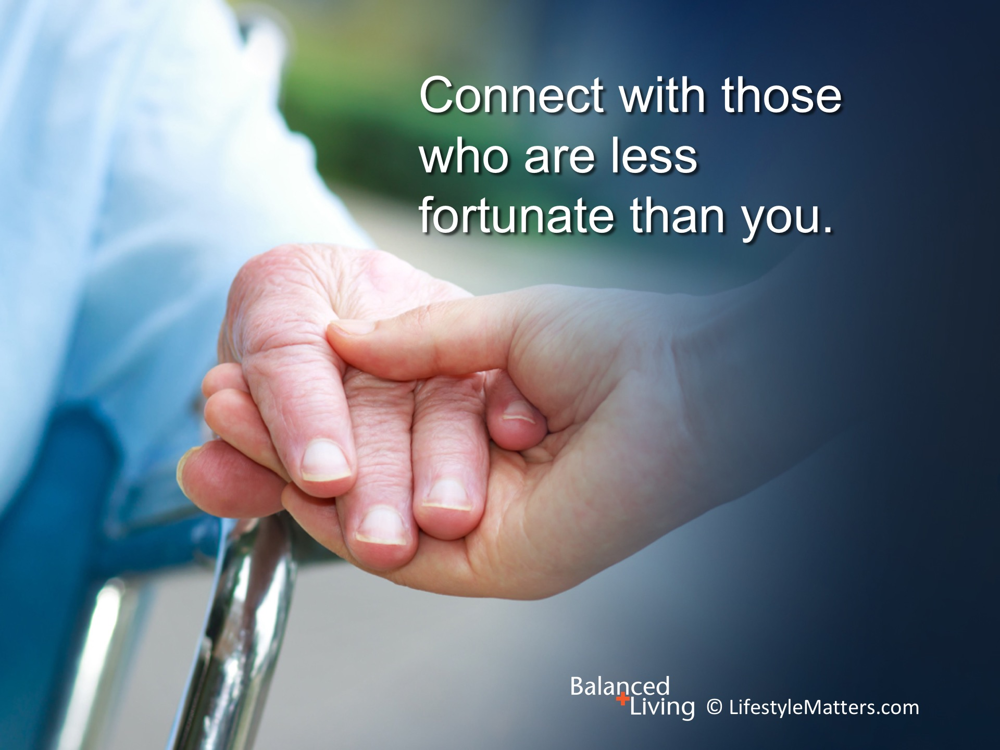 Connect with those
who are less
fortunate than you.
Balanced
Living © LifestyleMatters.com